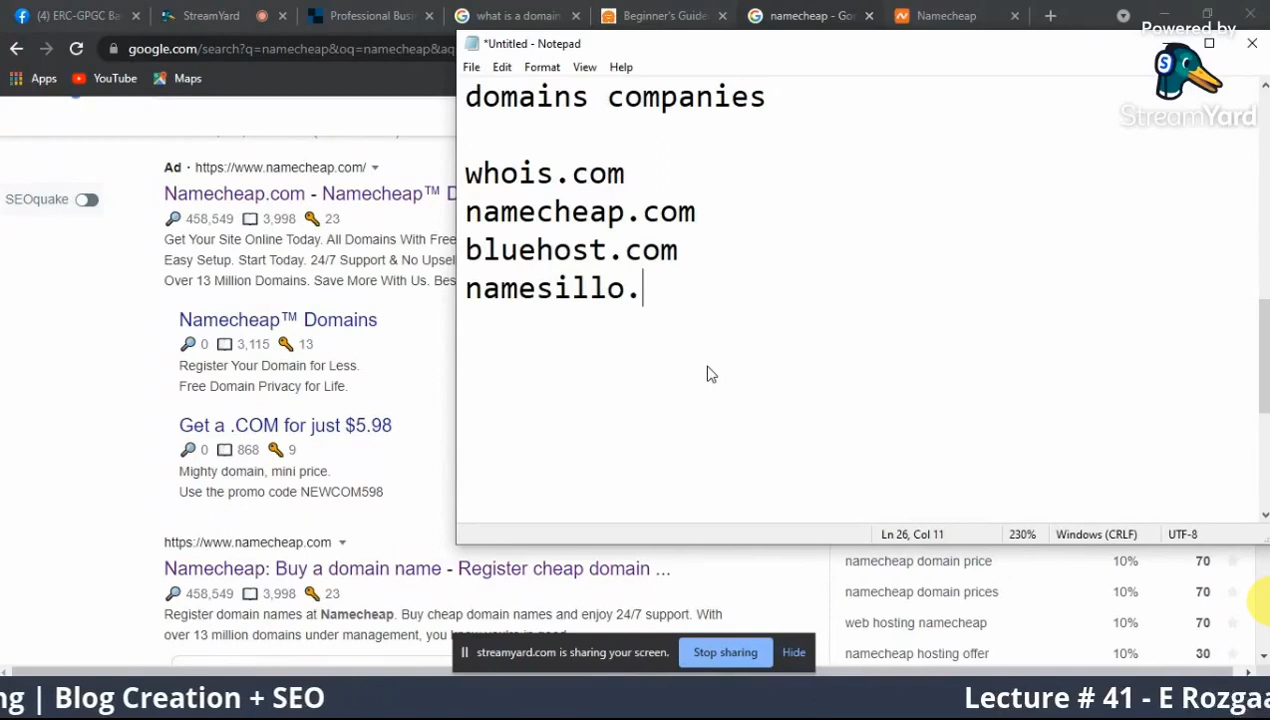 (4) ERC-GPGC Ba
StreamYard
Professional Busi
what is a domain
Beginner's Guide
namecheap - Goo
Namecheap
Powered by
StreamYard
google.com/search?q=namecheap&oq=namecheap&aq
Apps
YouTube
Maps
*Untitled - Notepad
File Edit Format View Help
domains companies
whois.com
namecheap.com
bluehost.com
namesillo.
Ln 26, Col 11
230%
Windows (CRLF)
UTF-8
SEOquake
Ad · https://www.namecheap.com/
Namecheap.com - Namecheap™ D
458,549 3,998 23
Get Your Site Online Today. All Domains With Free
Easy Setup. Start Today. 24/7 Support & No Upsel
Over 13 Million Domains. Save More With Us. Bes
Namecheap™ Domains
0 3,115 13
Register Your Domain for Less.
Free Domain Privacy for Life.
Get a .COM for just $5.98
0 868 9
Mighty domain, mini price.
Use the promo code NEWCOM598
https://www.namecheap.com
Namecheap: Buy a domain name - Register cheap domain ...
458,549 3,998 23
Register domain names at Namecheap. Buy cheap domain names and enjoy 24/7 support. With
over 13 million domains under management, you
namecheap domain price 10% 70
namecheap domain prices 10% 70
web hosting namecheap 10% 70
namecheap hosting offer 10% 30
streamyard.com is sharing your screen.
Stop sharing
Hide
ng | Blog Creation + SEO
Lecture # 41 - E Rozga